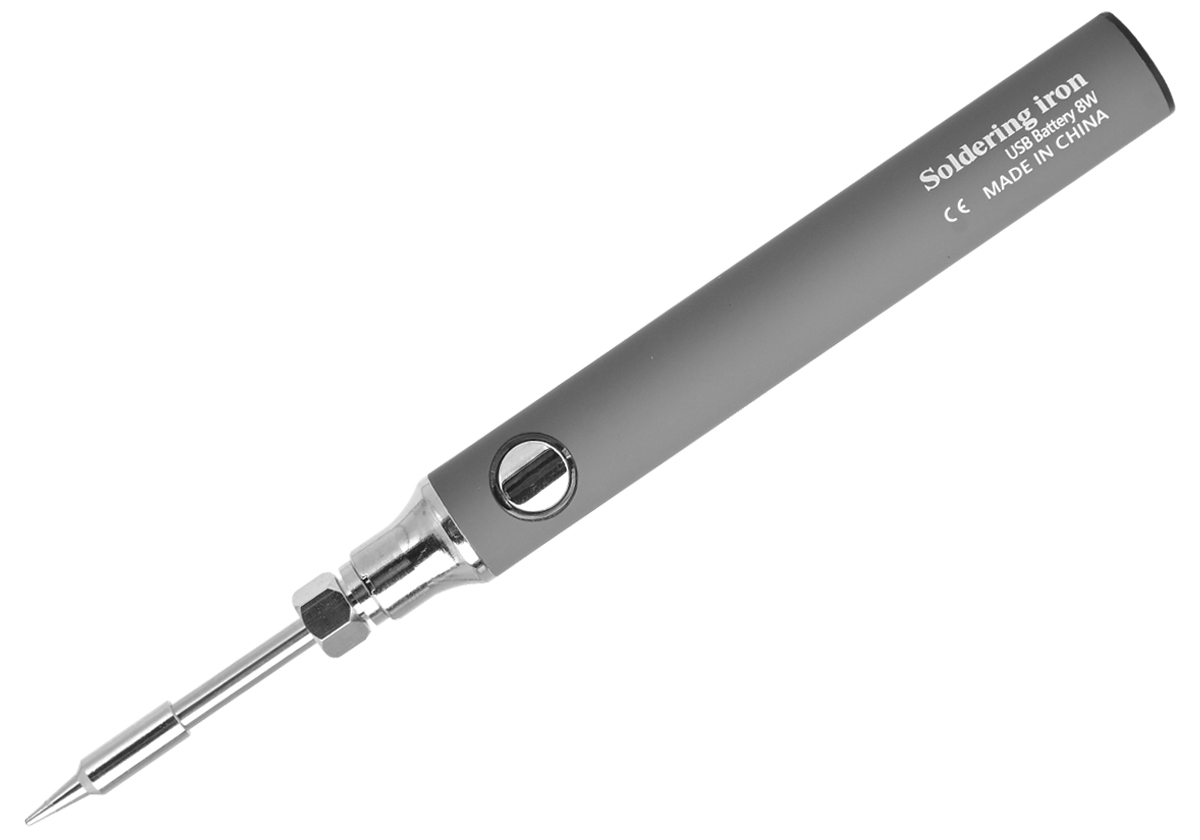 Soldering iron
USB Battery 8W
MADE IN CHINA
CE